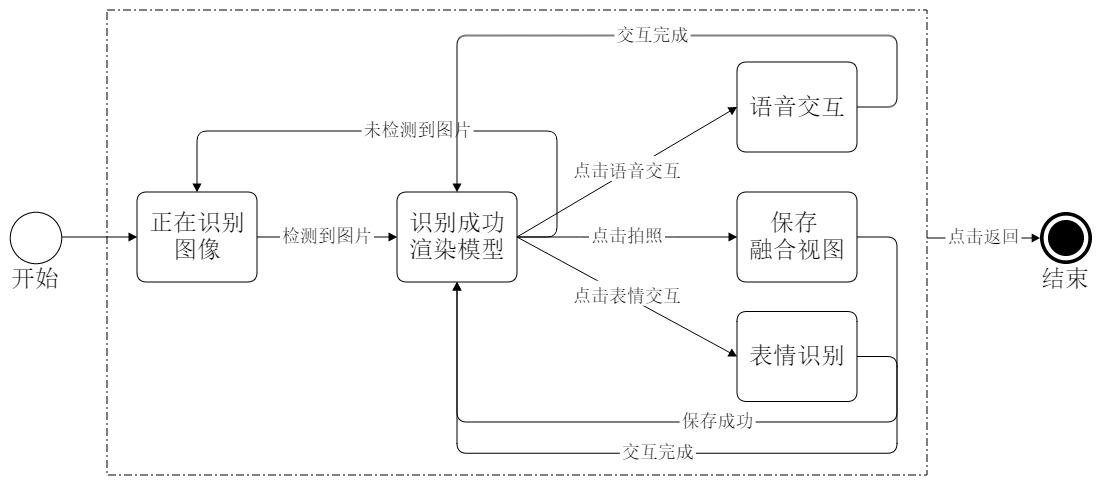 交互完成
语音交互
未检测到图片
点击语音交互
开始
正在识别
图像
检测到图片
识别成功
渲染模型
点击拍照
保存
融合视图
点击返回
结束
点击表情交互
表情识别
保存成功
交互完成